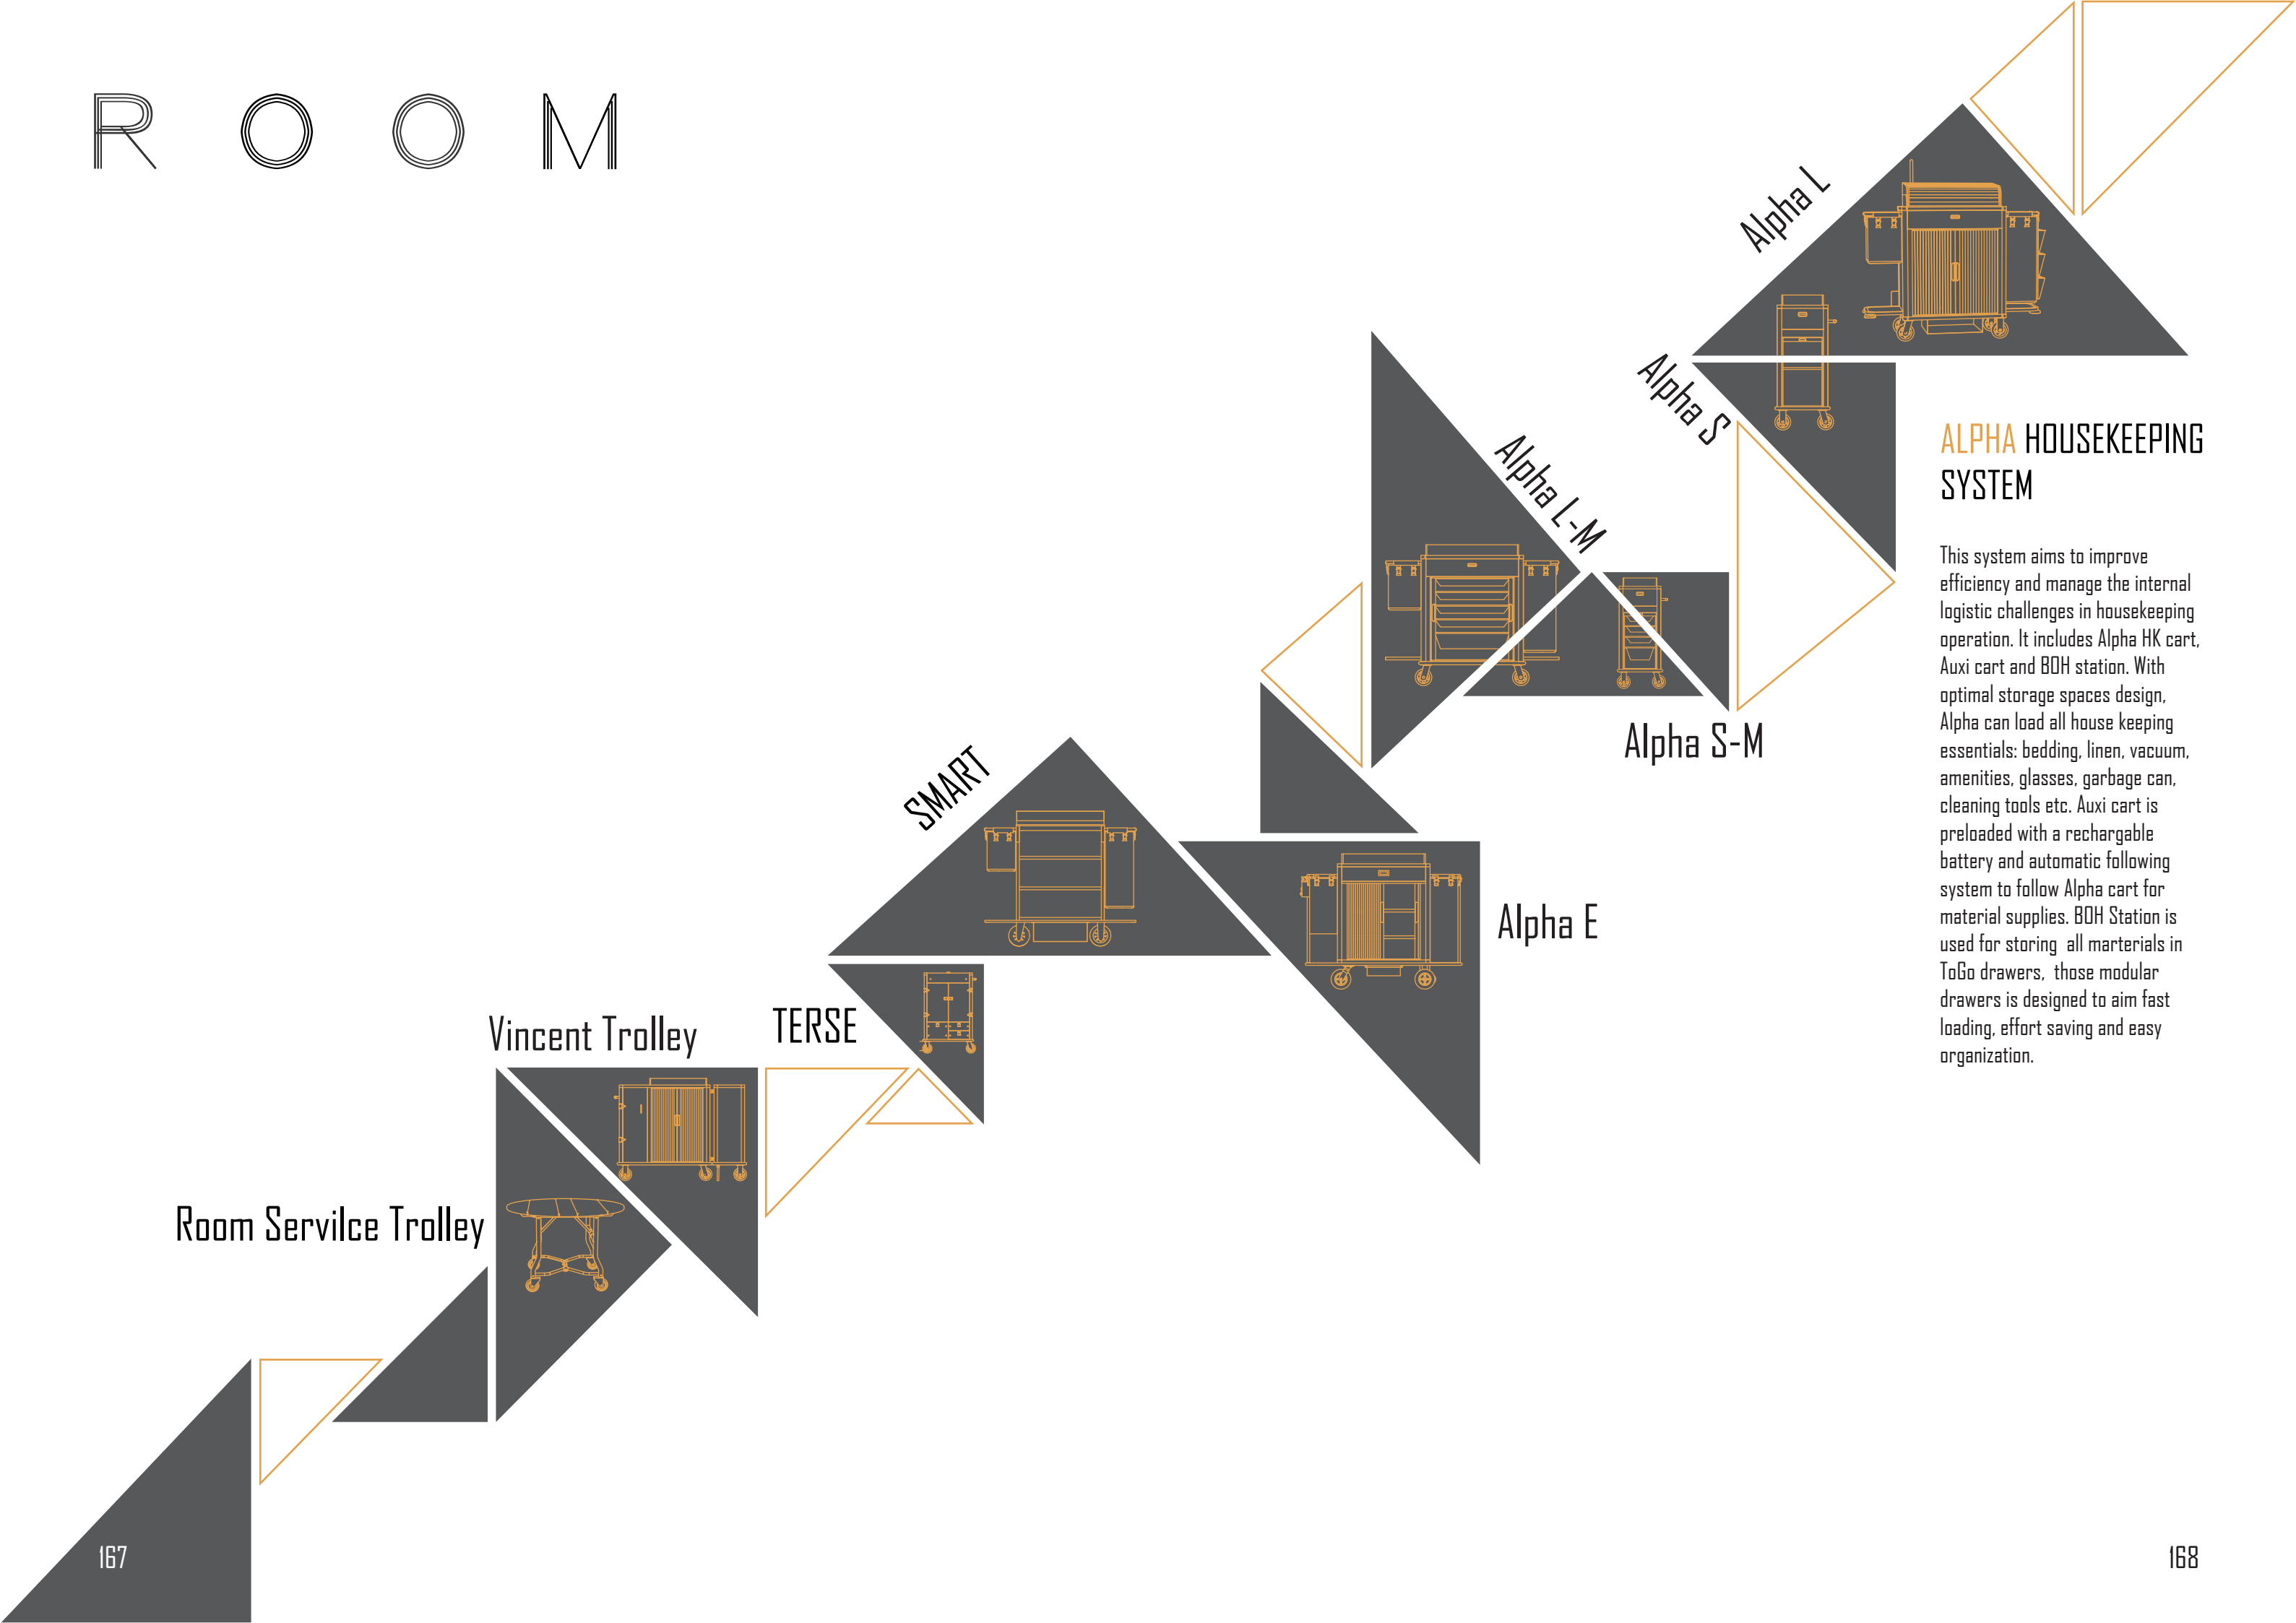 ROOM
Alpha L
Alpha S
Alpha L-M
Alpha S-M
SMART
Alpha E
TERSE
Vincent Trolley
Room Servilce Trolley
ALPHA HOUSEKEEPING
SYSTEM
This system aims to improve
efficiency and manage the internal
logistic challenges in housekeeping
operation. It includes Alpha HK cart,
Auxi cart and BOH station. With
optimal storage spaces design,
Alpha can load all house keeping
essentials: bedding, linen, vacuum,
amenities, glasses, garbage can,
cleaning tools etc. Auxi cart is
preloaded with a rechargable
battery and automatic following
system to follow Alpha cart for
material supplies. BOH Station is
used for storing all marterials in
ToGo drawers, those modular
drawers is designed to aim fast
loading, effort saving and easy
organization.
167
168